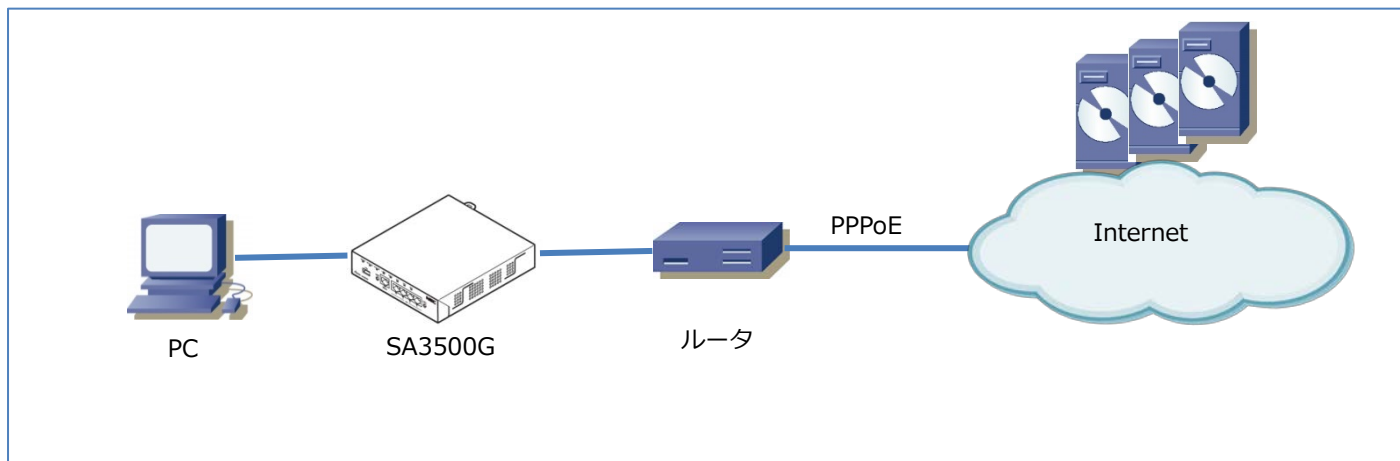 PPPoE
Internet
PC
SA3500G
ルータ